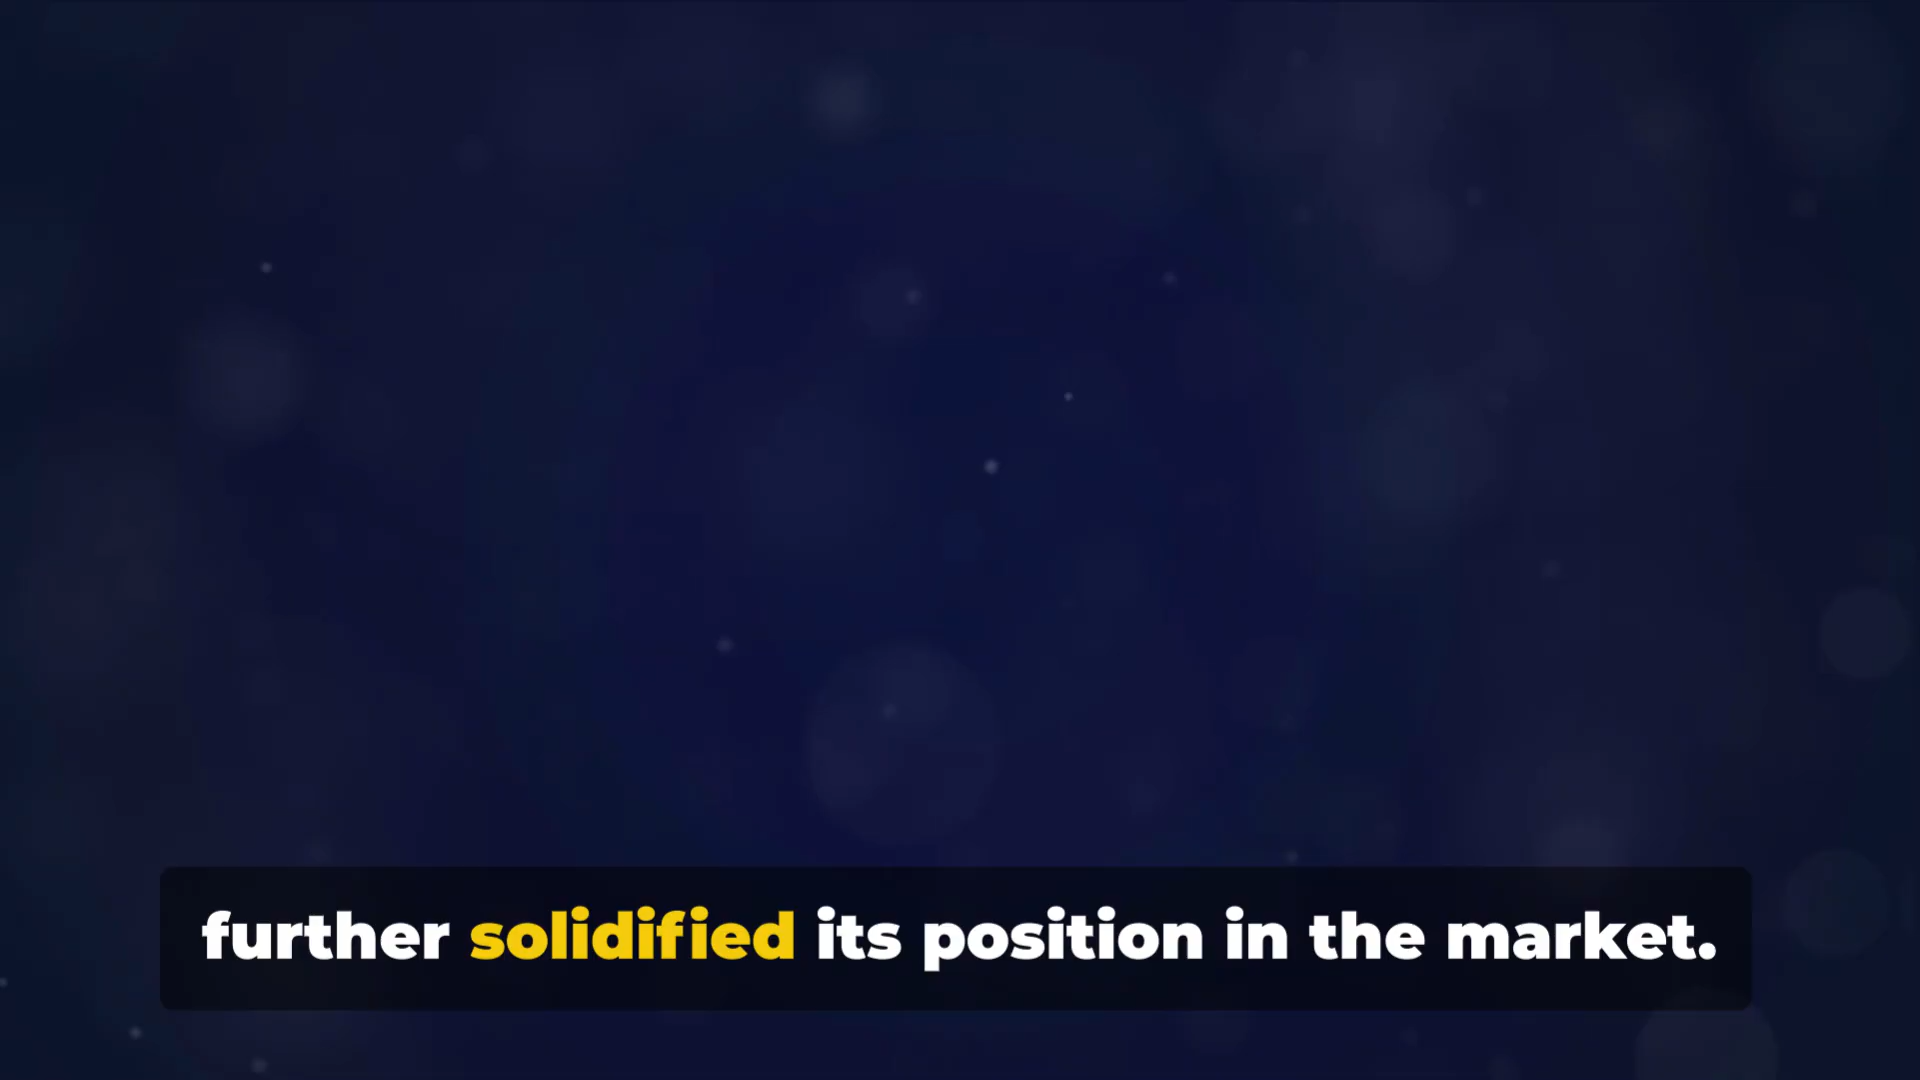 further solidified its position in the market.